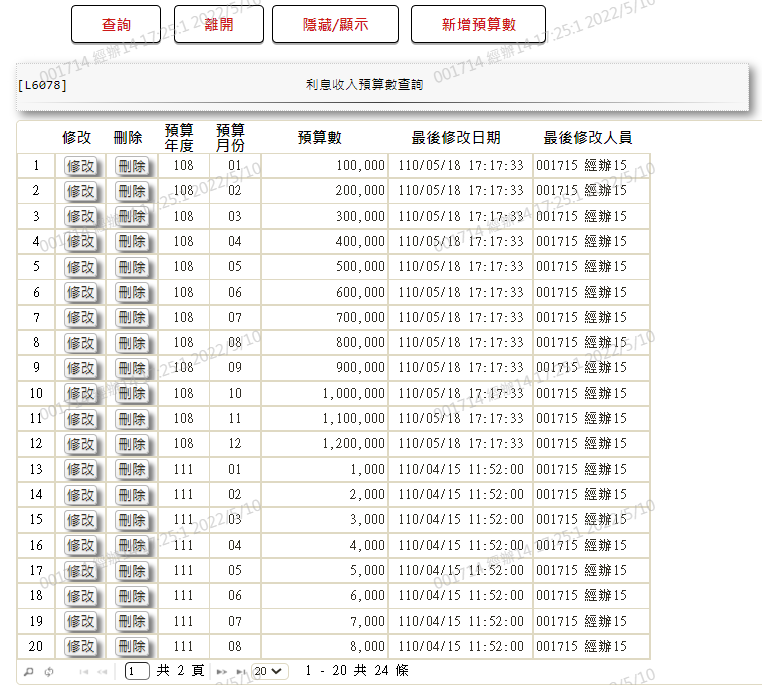 查詢 離開 隱藏/顯示 新增預算數
[L6078] 利息收入預算數查詢
修改 刪除 預算年度 預算月份 預算數 最後修改日期 最後修改人員
1 修改 刪除 108 01 100,000 110/05/18 17:17:33 001715 經辦15
2 修改 刪除 108 02 200,000 110/05/18 17:17:33 001715 經辦15
3 修改 刪除 108 03 300,000 110/05/18 17:17:33 001715 經辦15
4 修改 刪除 108 04 400,000 110/05/18 17:17:33 001715 經辦15
5 修改 刪除 108 05 500,000 110/05/18 17:17:33 001715 經辦15
6 修改 刪除 108 06 600,000 110/05/18 17:17:33 001715 經辦15
7 修改 刪除 108 07 700,000 110/05/18 17:17:33 001715 經辦15
8 修改 刪除 108 08 800,000 110/05/18 17:17:33 001715 經辦15
9 修改 刪除 108 09 900,000 110/05/18 17:17:33 001715 經辦15
10 修改 刪除 108 10 1,000,000 110/05/18 17:17:33 001715 經辦15
11 修改 刪除 108 11 1,100,000 110/05/18 17:17:33 001715 經辦15
12 修改 刪除 108 12 1,200,000 110/05/18 17:17:33 001715 經辦15
13 修改 刪除 111 01 1,000 110/04/15 11:52:00 001715 經辦15
14 修改 刪除 111 02 2,000 110/04/15 11:52:00 001715 經辦15
15 修改 刪除 111 03 3,000 110/04/15 11:52:00 001715 經辦15
16 修改 刪除 111 04 4,000 110/04/15 11:52:00 001715 經辦15
17 修改 刪除 111 05 5,000 110/04/15 11:52:00 001715 經辦15
18 修改 刪除 111 06 6,000 110/04/15 11:52:00 001715 經辦15
19 修改 刪除 111 07 7,000 110/04/15 11:52:00 001715 經辦15
20 修改 刪除 111 08 8,000 110/04/15 11:52:00 001715 經辦15
1 共 2 頁 20 1 - 20 共 24 條
001714 經辦14 17:25:1 2022/5/10